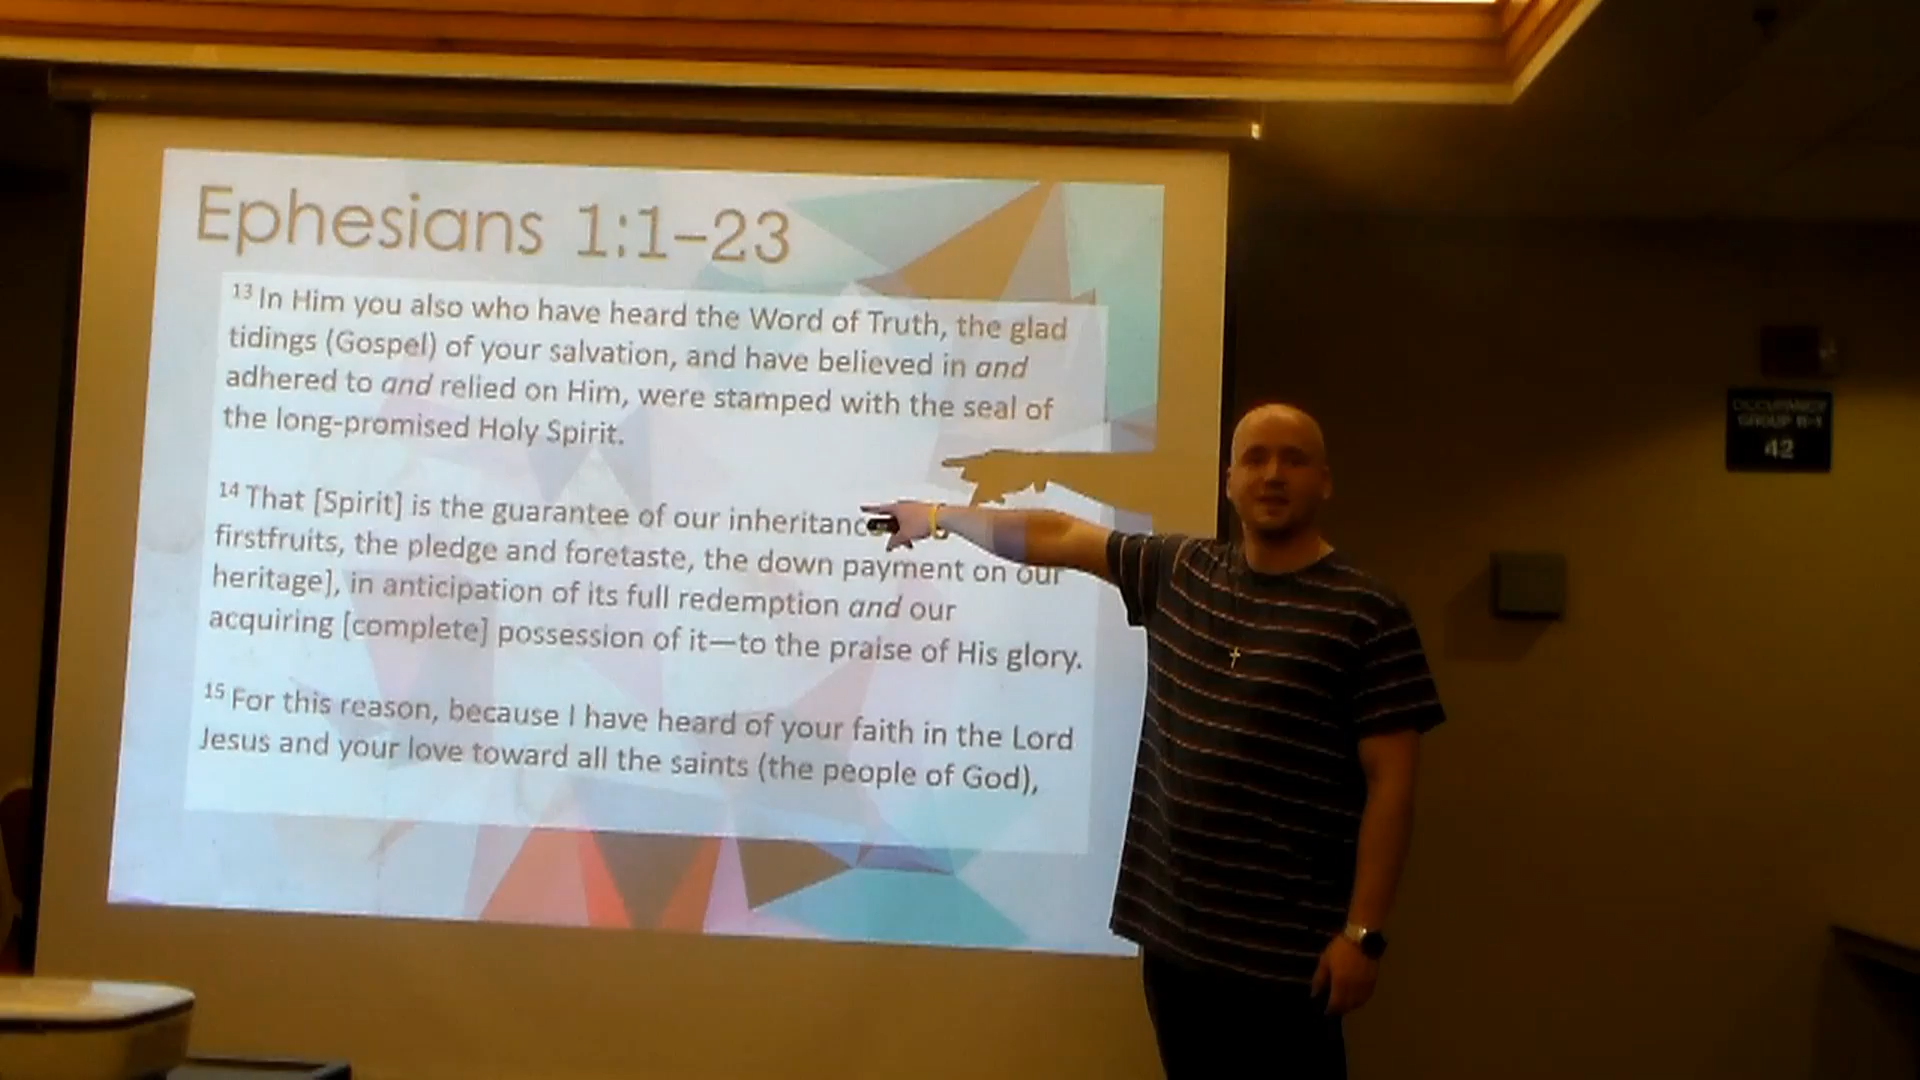 Ephesians 1:1–23
13 In Him you also who have heard the Word of Truth, the glad
tidings (Gospel) of your salvation, and have believed in and
adhered to and relied on Him, were stamped with the seal of
the long-promised Holy Spirit.
14 That [Spirit] is the guarantee of our
firstfruits, the pledge and foretaste, the down payment on our
heritage], in anticipation of its full redemption and our
acquiring [complete] possession of it—to the praise of His glory.
15 For this reason, because I have heard of your faith in the Lord
Jesus and your love toward all the saints (the people of God),
OCCUPANCY
GROUP
42